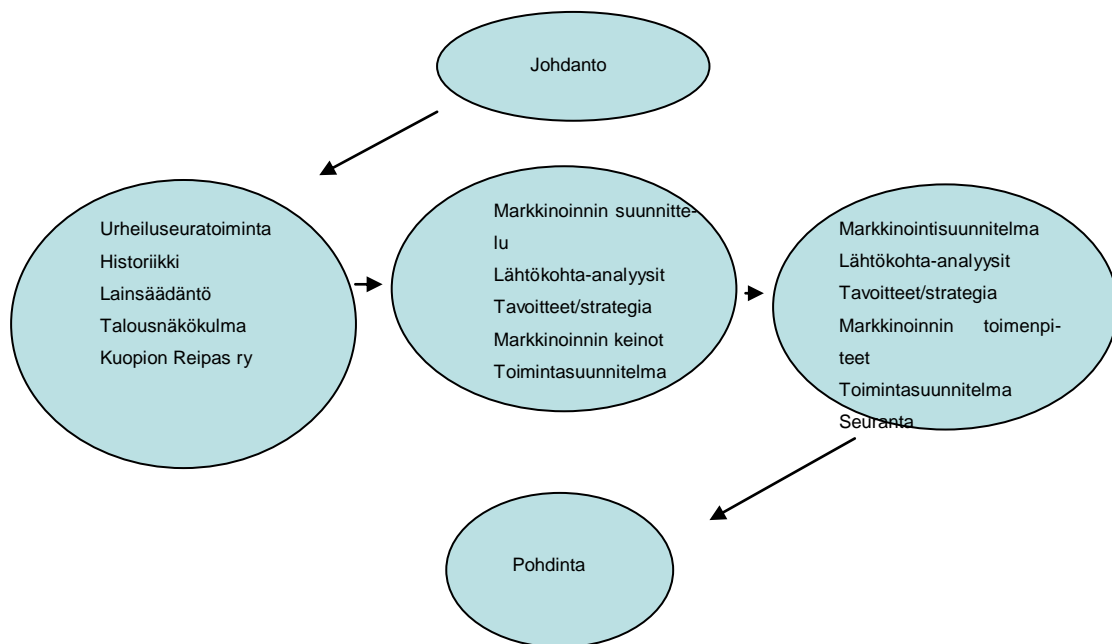 Johdanto
Urheiluseuratoiminta
Historiikki
Lainsäädäntö
Talousnäkökulma
Kuopion Reipas ry
Markkinoinnin suunnitte-
lu
Lähtökohta-analyysit
Tavoitteet/strategia
Markkinoinnin keinot
Toimintasuunnitelma
Markkinointisuunnitelma
Lähtökohta-analyysit
Tavoitteet/strategia
Markkinoinnin toimenpi-
teet
Toimintasuunnitelma
Seuranta
Pohdinta